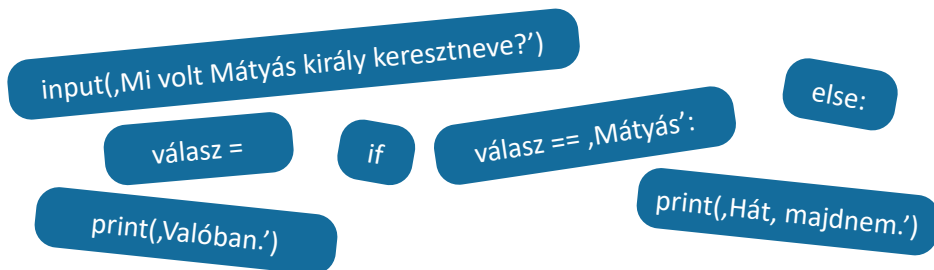 input(‚Mi volt Mátyás király keresztneve?’)
else:
válasz =
if
válasz == ‚Mátyás’:
print(‚Valóban.’)
print(‚Hát, majdnem.’)